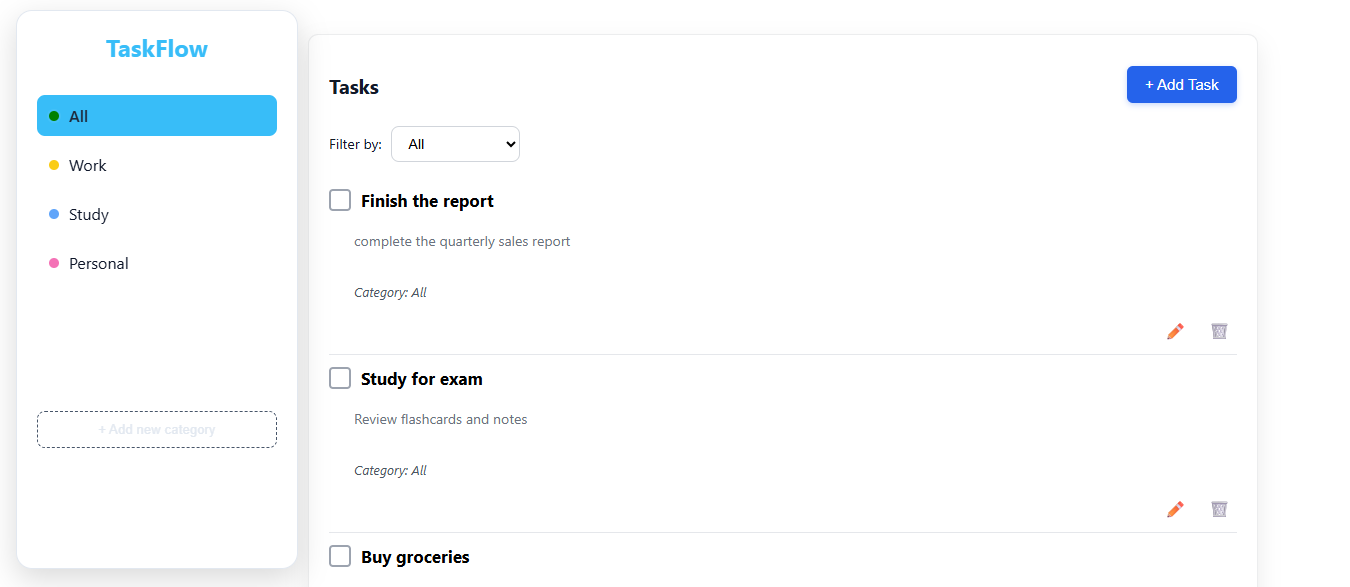 TaskFlow
All
Work
Study
Personal
+ Add new category
Tasks
+ Add Task
Filter by: All
Finish the report
complete the quarterly sales report
Category: All
Study for exam
Review flashcards and notes
Category: All
Buy groceries